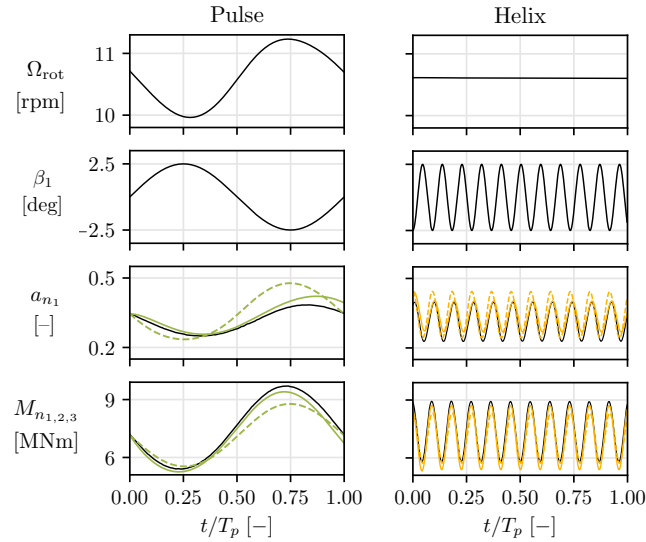 Pulse Helix
Ω_rot
[rpm]
11
10
β_1
[deg]
2.5
−2.5
a_{n_1}
[–]
0.5
0.2
M_{n_{1,2,3}}
[MNm]
9
6
0.00 0.25 0.50 0.75 1.00 0.00 0.25 0.50 0.75 1.00
t/T_p [–] t/T_p [–]